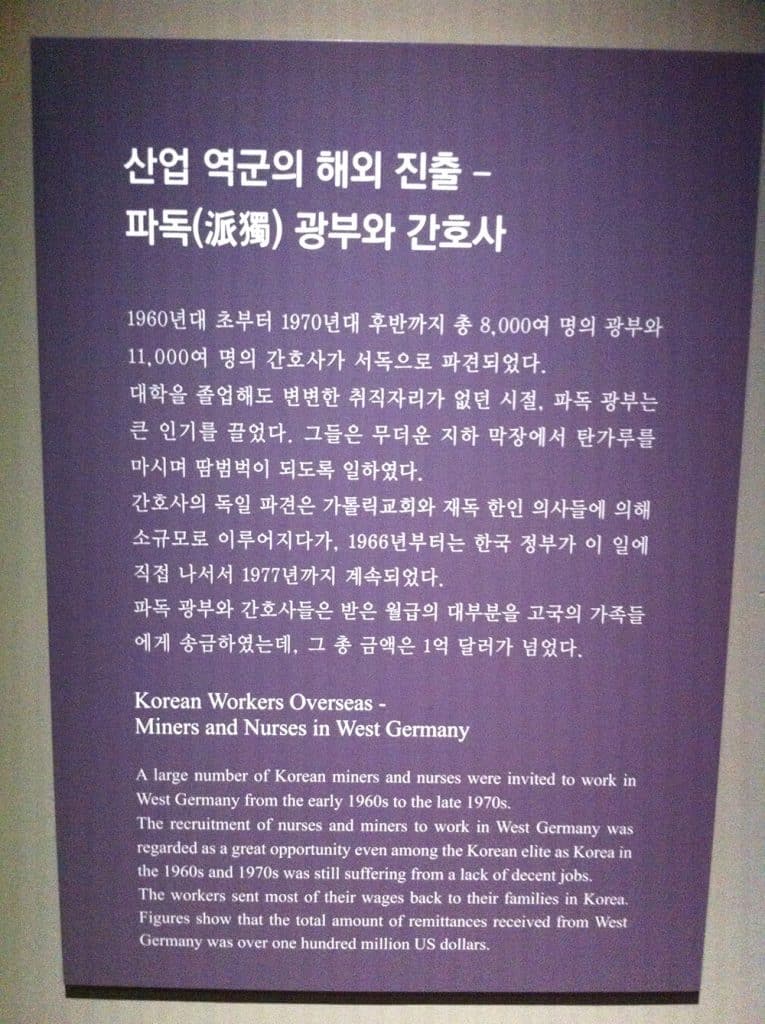 산업 역군의 해외 진출 –
파독(派獨) 광부와 간호사
1960년대 초부터 1970년대 후반까지 총 8,000여 명의 광부와
11,000여 명의 간호사가 서독으로 파견되었다.
대학을 졸업해도 변변한 취직자리가 없던 시절, 파독 광부는
큰 인기를 끌었다. 그들은 무더운 지하 막장에서 탄가루를
마시며 땀범벅이 되도록 일하였다.
간호사의 독일 파견은 가톨릭교회와 재독 한인 의사들에 의해
소규모로 이루어지다가, 1966년부터는 한국 정부가 이 일에
직접 나서서 1977년까지 계속되었다.
파독 광부와 간호사들은 받은 월급의 대부분을 고국의 가족들
에게 송금하였는데, 그 총 금액은 1억 달러가 넘었다.
Korean Workers Overseas -
Miners and Nurses in West Germany
A large number of Korean miners and nurses were invited to work in
West Germany from the early 1960s to the late 1970s.
The recruitment of nurses and miners to work in West Germany was
regarded as a great opportunity even among the Korean elite as Korea in
the 1960s and 1970s was still suffering from a lack of decent jobs.
The workers sent most of their wages back to their families in Korea.
Figures show that the total amount of remittances received from West
Germany was over one hundred million US dollars.